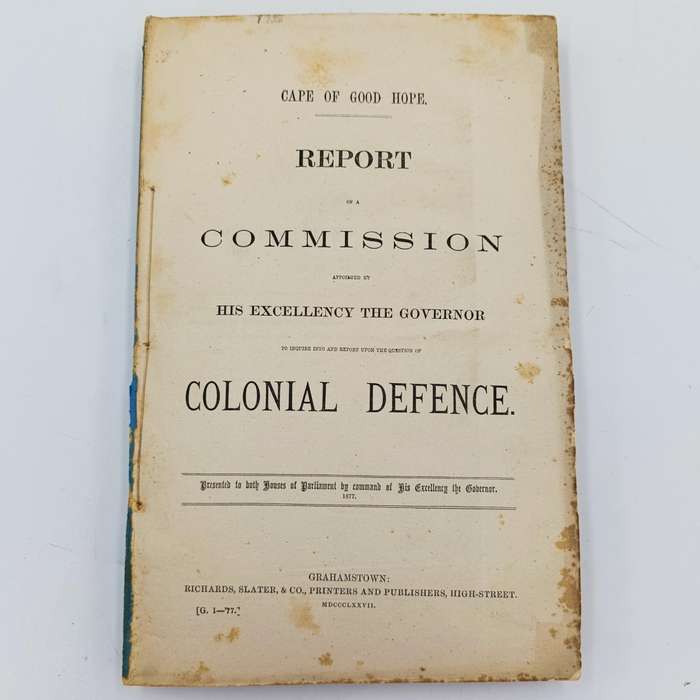 CAPE OF GOOD HOPE.
REPORT
OF A
COMMISSION
APPOINTED BY
HIS EXCELLENCY THE GOVERNOR
TO INQUIRE INTO AND REPORT UPON THE QUESTION OF
COLONIAL DEFENCE.
Presented to both Houses of Parliament by command of His Excellency the Governor.
1877.
GRAHAMSTOWN:
RICHARDS, SLATER, & CO., PRINTERS AND PUBLISHERS, HIGH-STREET.
MDCCCLXXVII.
[G. 1—'77.]